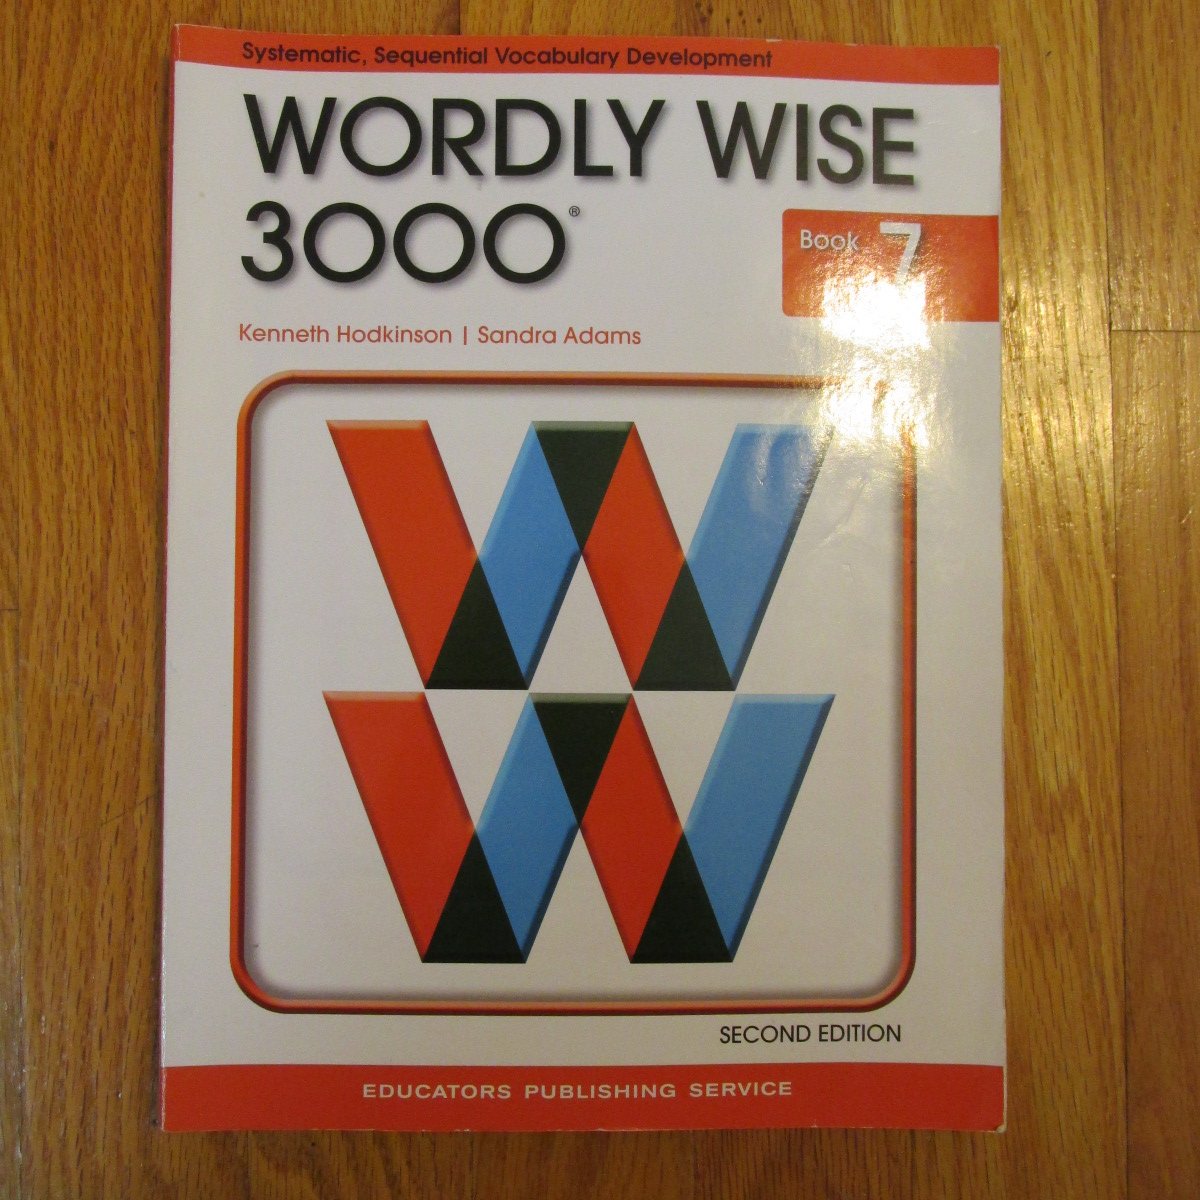 Systematic, Sequential Vocabulary Development
WORDLY WISE
3000®
Book 7
Kenneth Hodkinson | Sandra Adams
SECOND EDITION
EDUCATORS PUBLISHING SERVICE